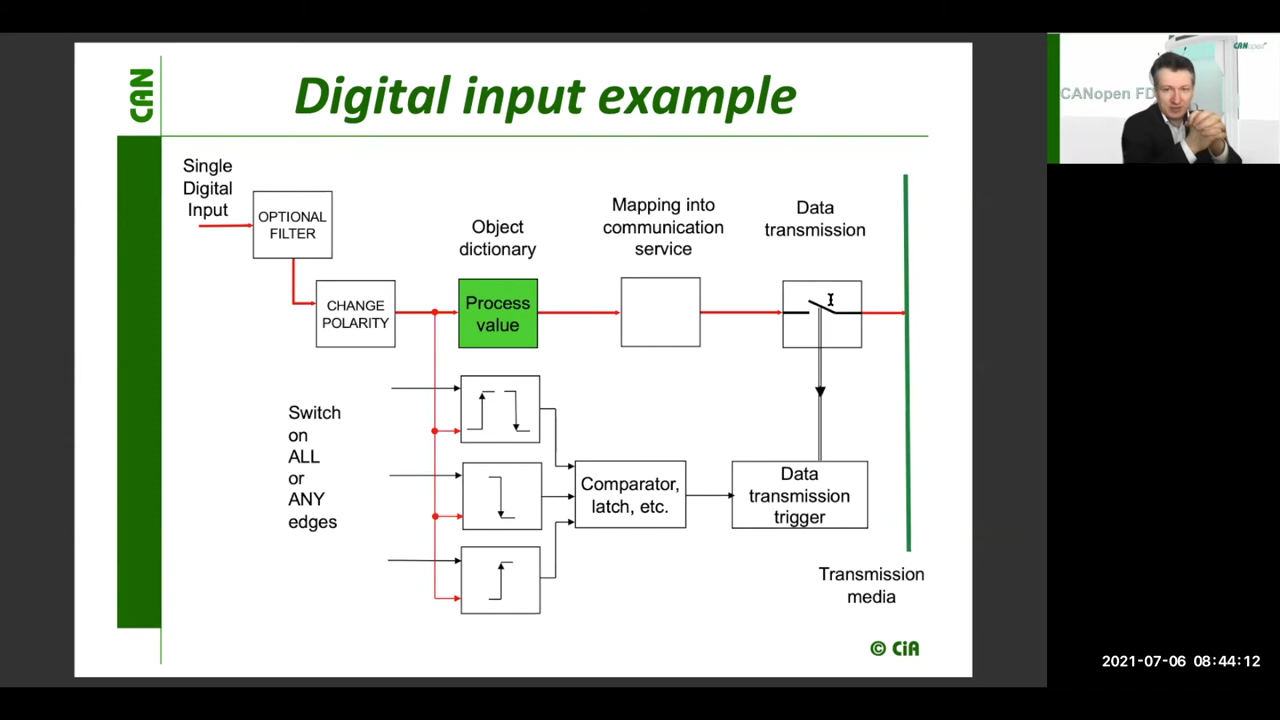 CAN
Digital input example
Single
Digital
Input
OPTIONAL
FILTER
CHANGE
POLARITY
Object
dictionary
Process
value
Mapping into
communication
service
Data
transmission
Switch
on
ALL
or
ANY
edges
Comparator,
latch, etc.
Data
transmission
trigger
Transmission
media
© CiA
CANopen
CANopen FD
2021-07-06 08:44:12